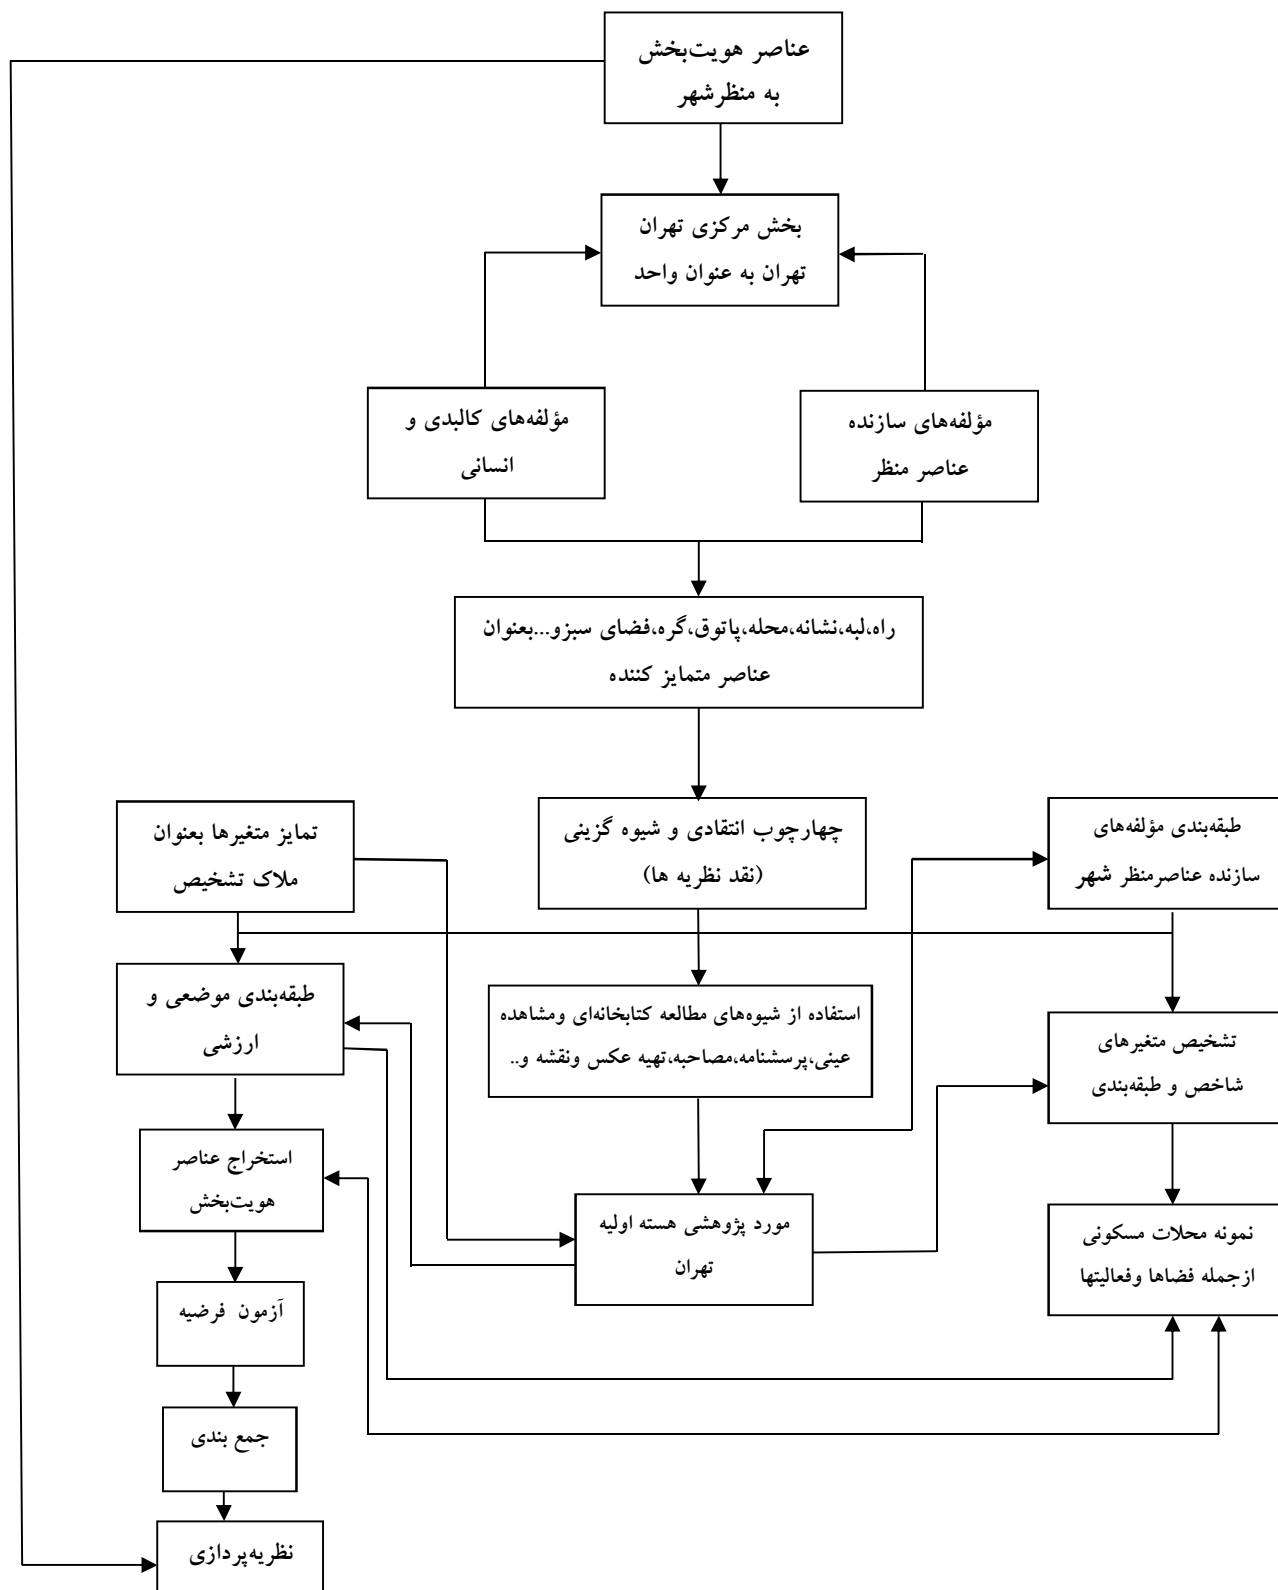 عناصر هویت‌بخش
به منظرشهر
بخش مرکزی تهران
تهران به عنوان واحد
مؤلفه‌های سازنده
عناصر منظر
مؤلفه‌های کالبدی و
انسانی
راه،لبه،نشانه،محله،پاتوق،گره،فضای سبزو...بعنوان
عناصر متمایز کننده
طبقه‌بندی مؤلفه‌های
سازنده عناصرمنظر شهر
چهارچوب انتقادی و شیوه گزینی
(نقد نظریه ها)
تمایز متغیرها بعنوان
ملاک تشخیص
تشخیص متغیرهای
شاخص و طبقه‌بندی
استفاده از شیوه‌های مطالعه کتابخانه‌ای ومشاهده
عینی،پرسشنامه،مصاحبه،تهیه عکس ونقشه و..
طبقه‌بندی موضعی و
ارزشی
نمونه محلات مسکونی
ازجمله فضاها وفعالیتها
مورد پژوهشی هسته اولیه
تهران
استخراج عناصر
هویت‌بخش
آزمون فرضیه
جمع بندی
نظریه‌پردازی